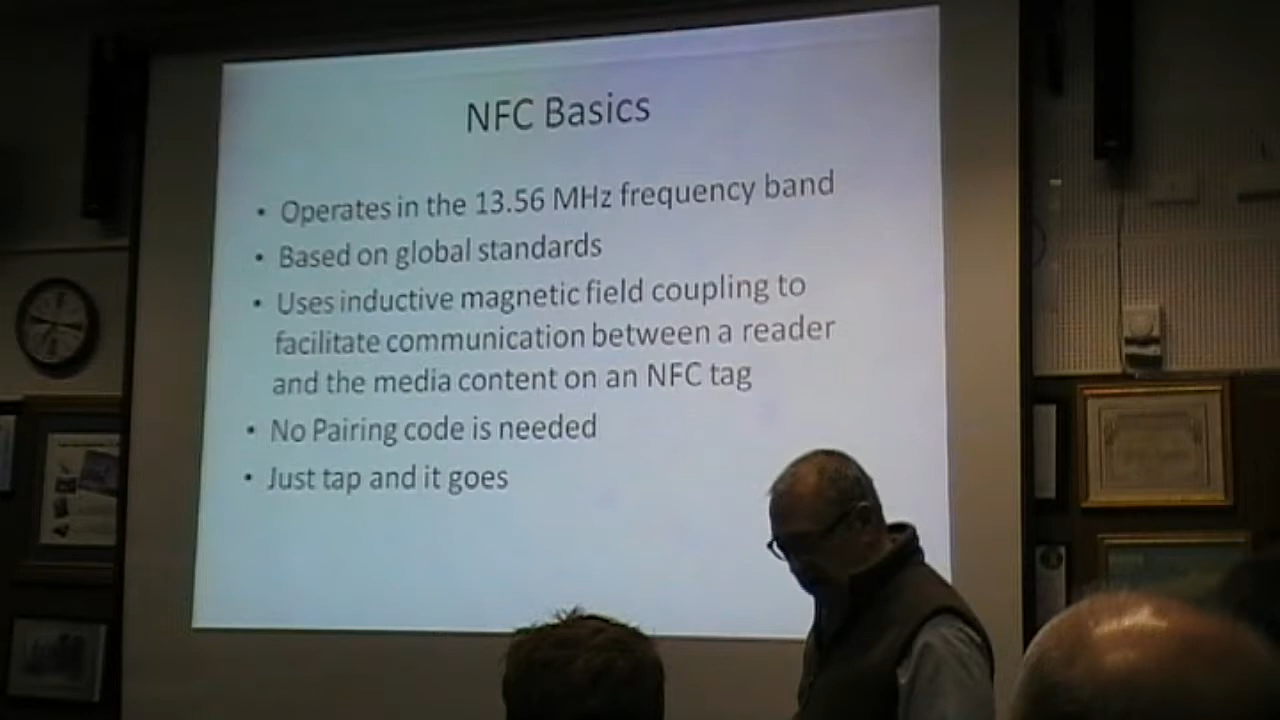 NFC Basics
• Operates in the 13.56 MHz frequency band
• Based on global standards
• Uses inductive magnetic field coupling to
facilitate communication between a reader
and the media content on an NFC tag
• No Pairing code is needed
• Just tap and it goes